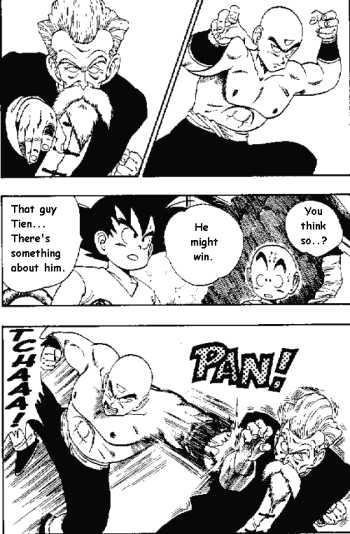 That guy
Tien...
There's
something
about him.
He
might
win.
You
think
so..?
TCHAAA!
PAN!